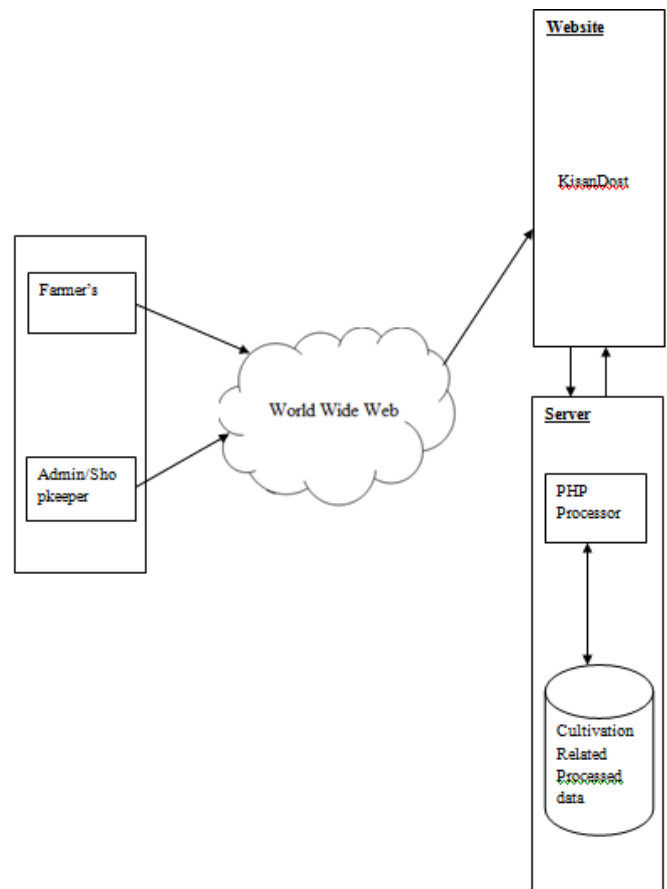 Website
KisanDost
Farmer's
World Wide Web
Admin/Sho
pkeeper
Server
PHP
Processor
Cultivation
Related
Processed
data